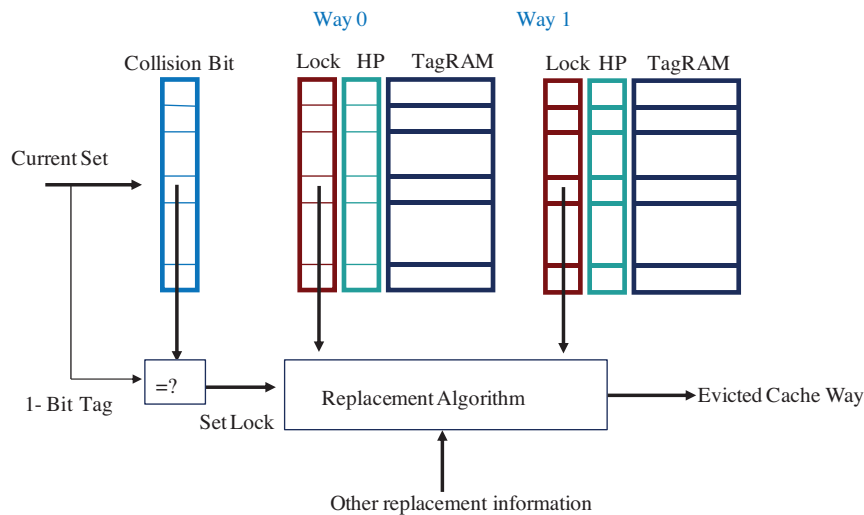 Way 0
Way 1
Collision Bit
Lock HP TagRAM
Lock HP TagRAM
Current Set
=?
1- Bit Tag
Set Lock
Replacement Algorithm
Evicted Cache Way
Other replacement information